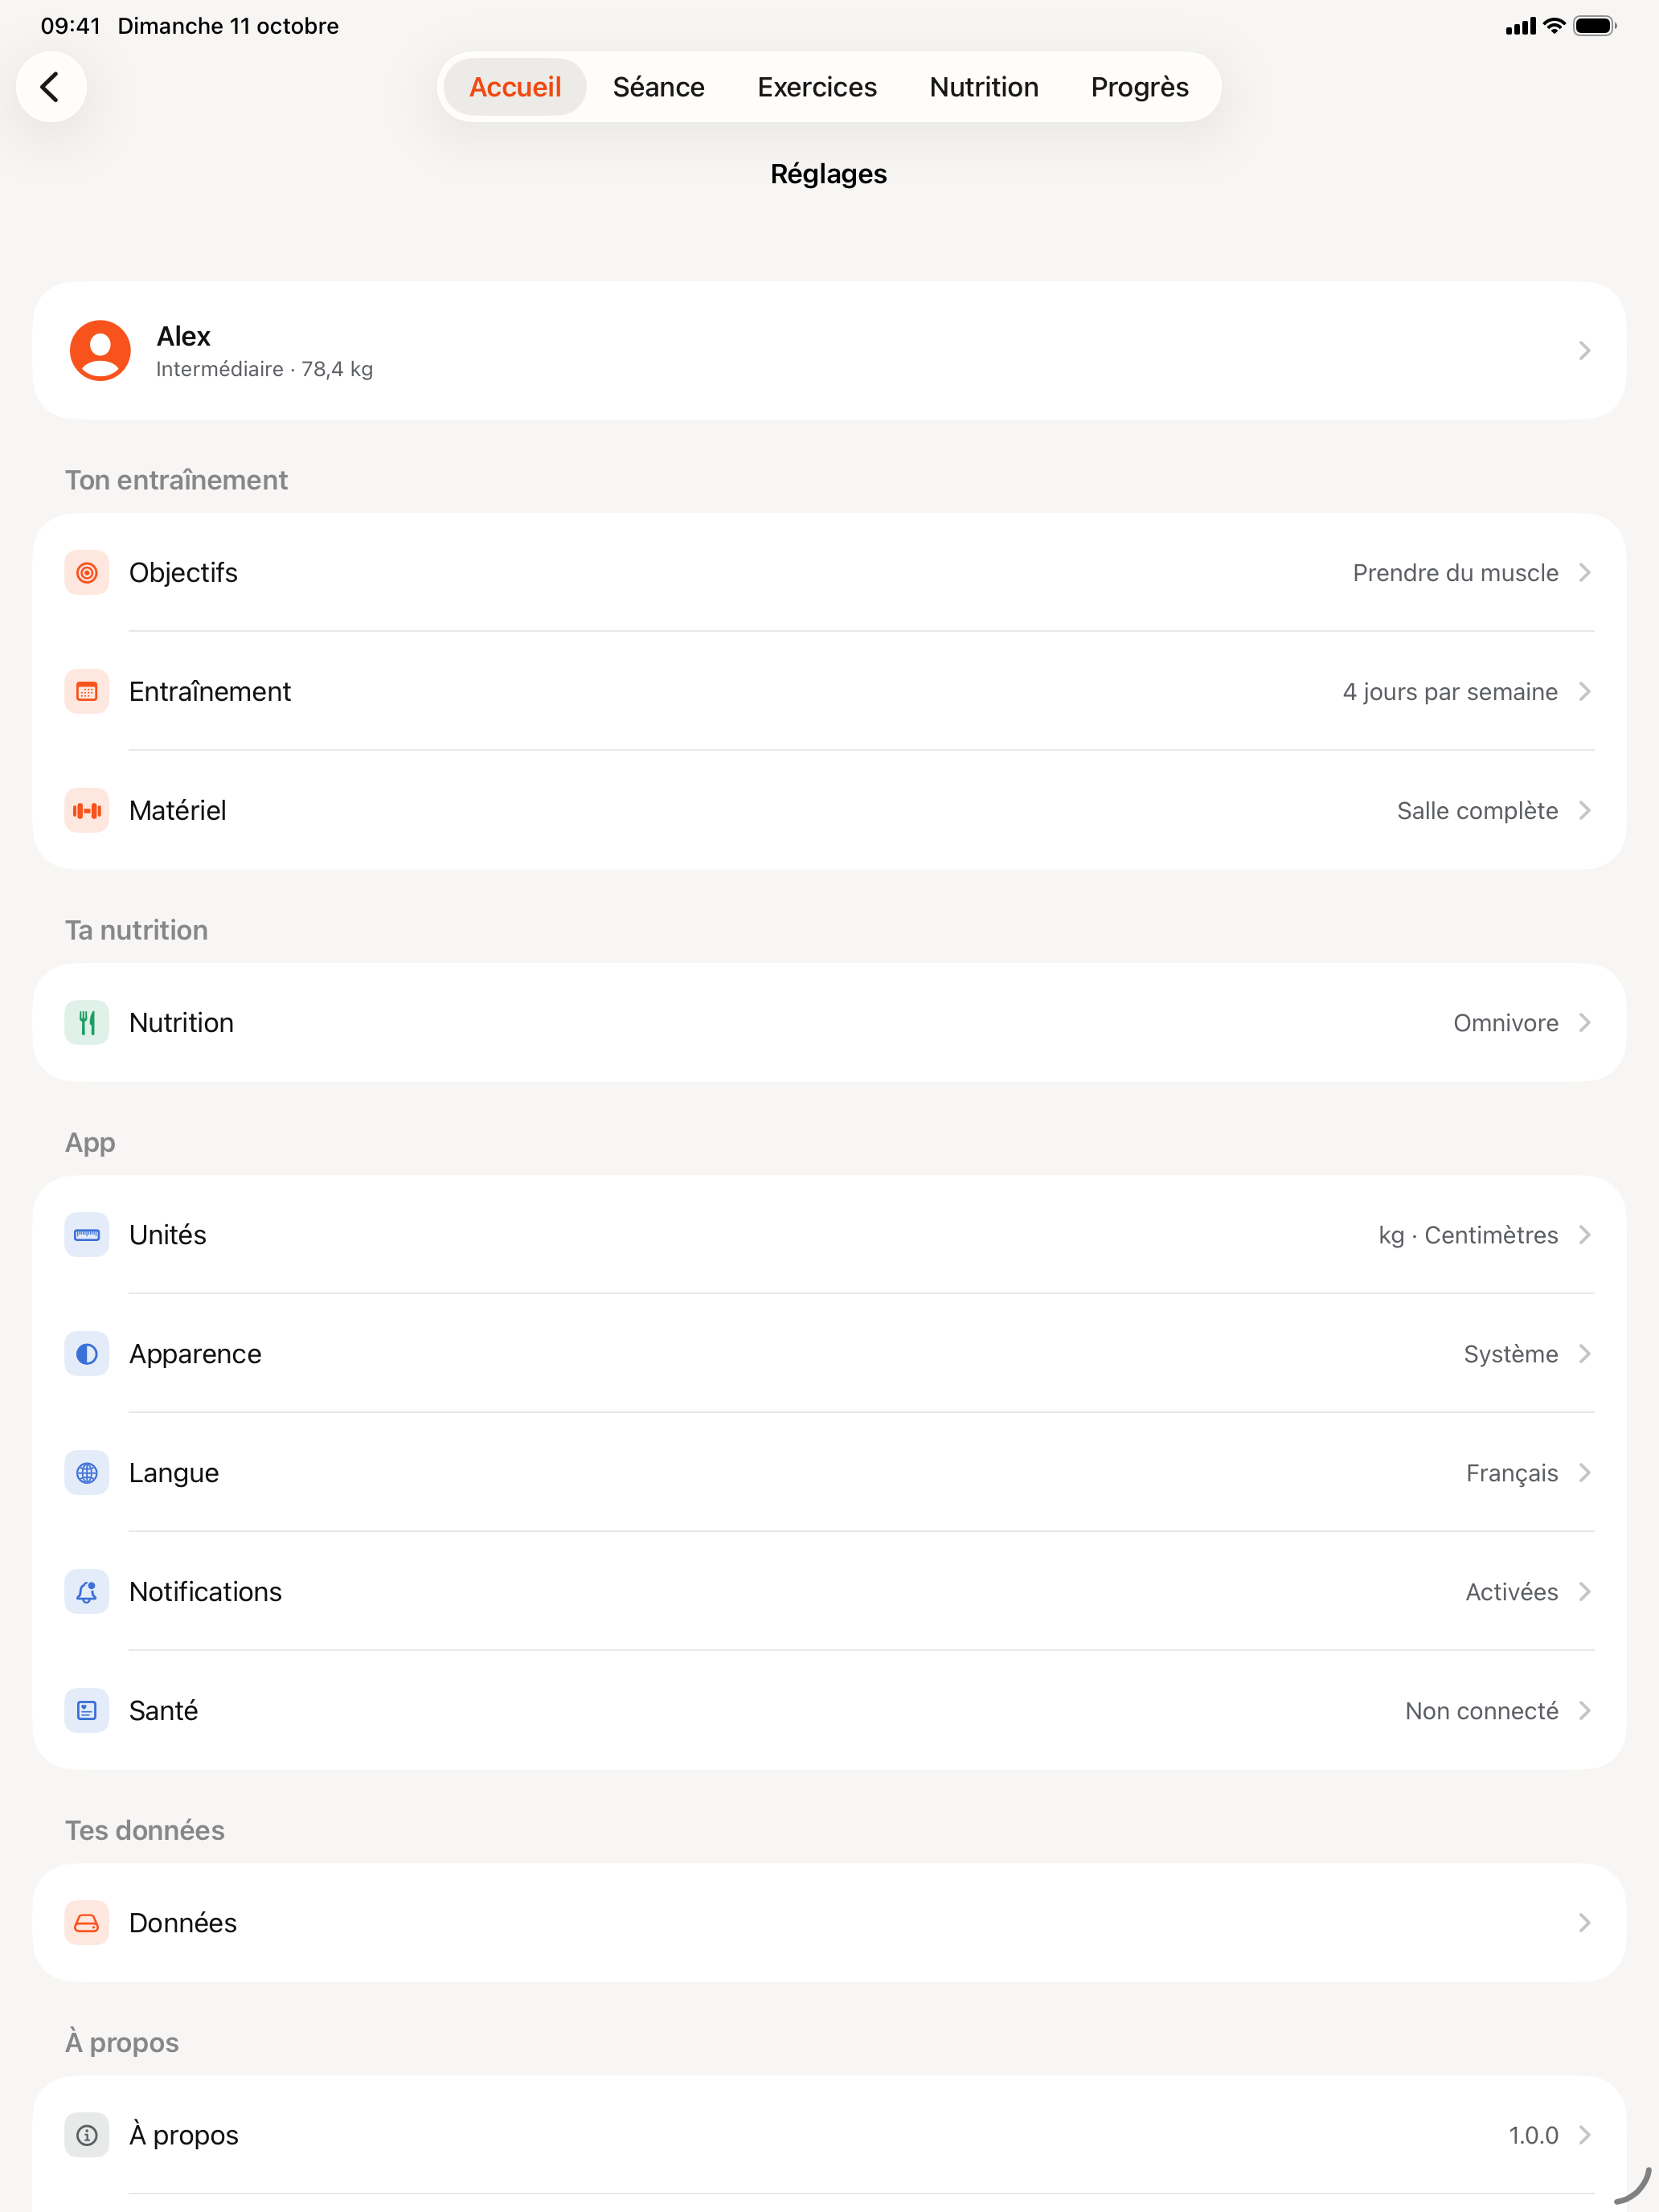 09:41 Dimanche 11 octobre
Accueil Séance Exercices Nutrition Progrès
Réglages
Alex
Intermédiaire · 78,4 kg
Ton entraînement
Objectifs Prendre du muscle
Entraînement 4 jours par semaine
Matériel Salle complète
Ta nutrition
Nutrition Omnivore
App
Unités kg · Centimètres
Apparence Système
Langue Français
Notifications Activées
Santé Non connecté
Tes données
Données
À propos
À propos 1.0.0